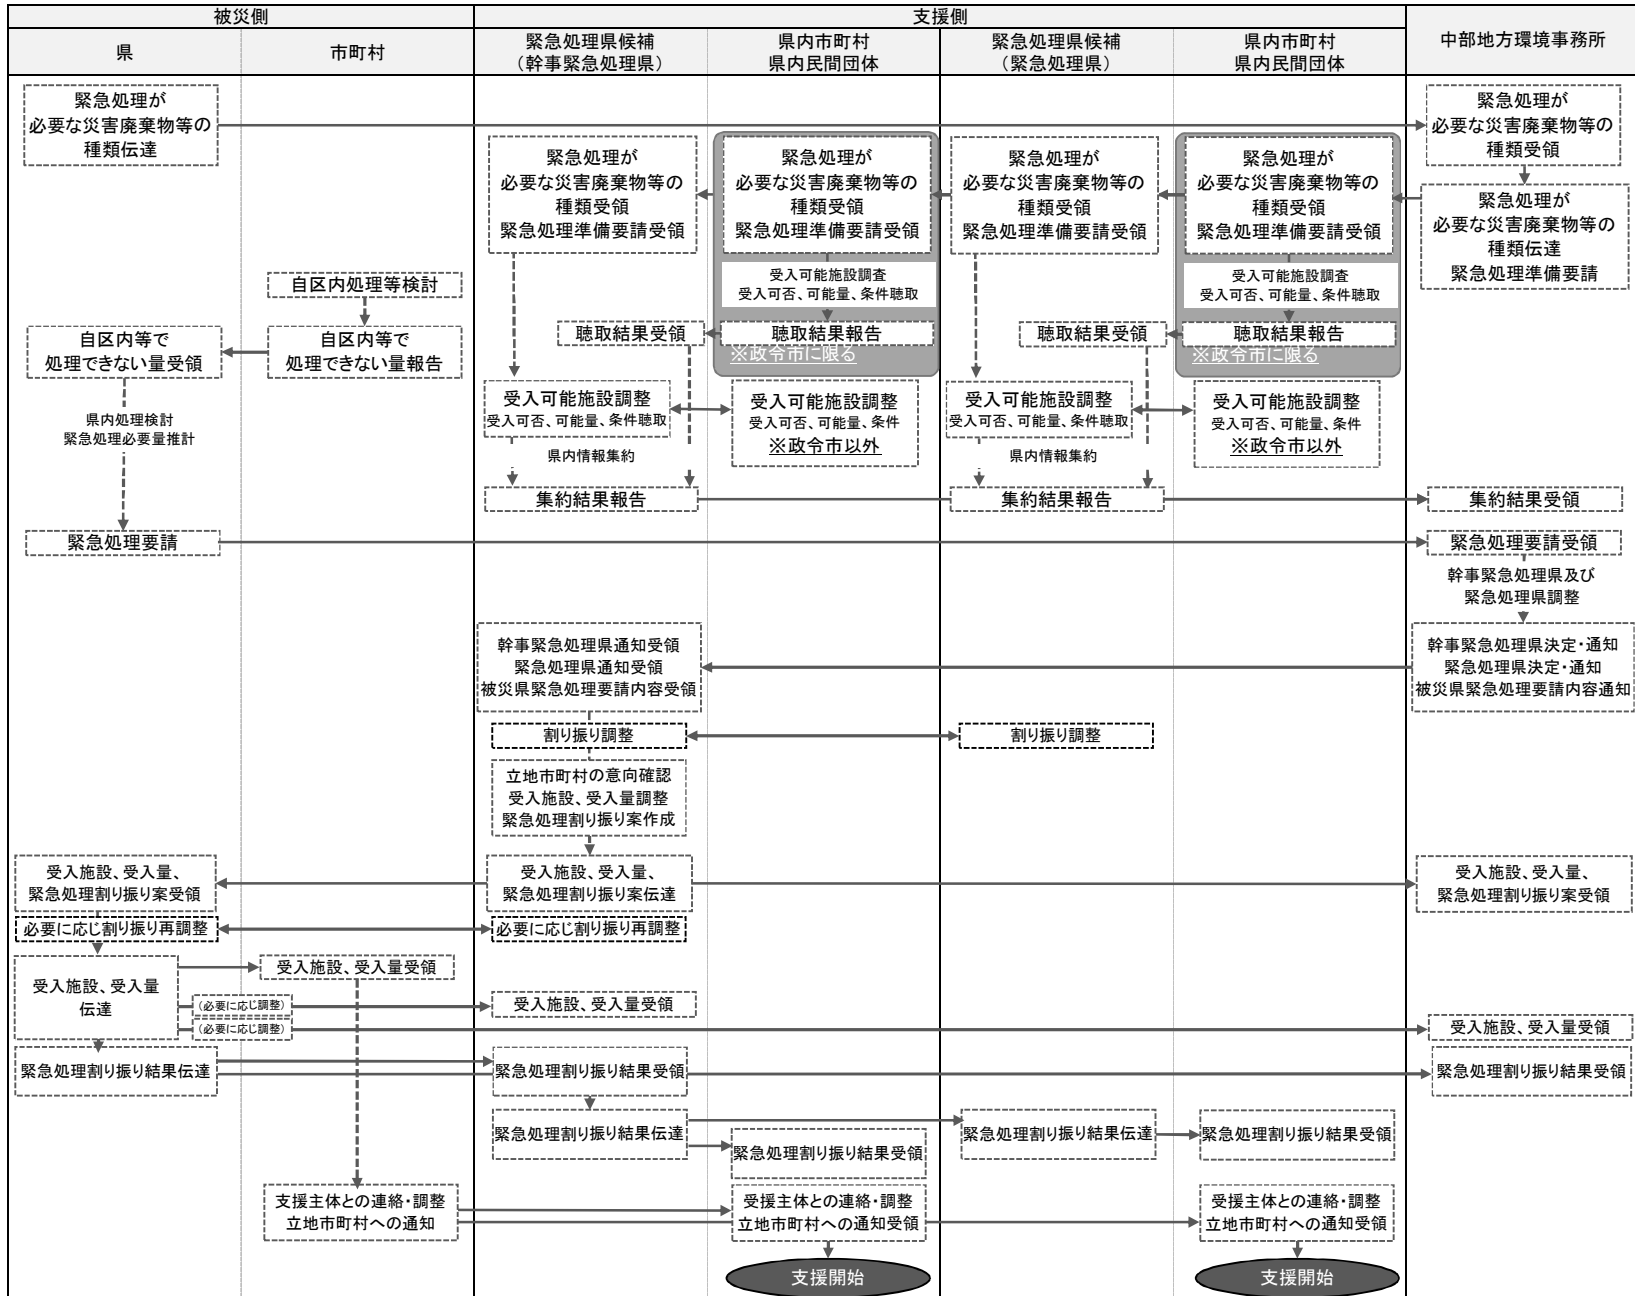 被災側
支援側
中部地方環境事務所
県
市町村
緊急処理県候補
（幹事緊急処理県）
県内市町村
県内民間団体
緊急処理県候補
（緊急処理県）
県内市町村
県内民間団体
緊急処理が
必要な災害廃棄物等の
種類伝達
緊急処理が
必要な災害廃棄物等の
種類受領
緊急処理が
必要な災害廃棄物等の
種類受領
緊急処理準備要請受領
緊急処理が
必要な災害廃棄物等の
種類受領
緊急処理準備要請受領
緊急処理が
必要な災害廃棄物等の
種類受領
緊急処理準備要請受領
緊急処理が
必要な災害廃棄物等の
種類受領
緊急処理準備要請受領
緊急処理が
必要な災害廃棄物等の
種類伝達
緊急処理準備要請
自区内処理等検討
受入可能施設調査
受入可否、可能量、条件聴取
受入可能施設調査
受入可否、可能量、条件聴取
自区内等で
処理できない量受領
自区内等で
処理できない量報告
聴取結果受領
聴取結果報告
※政令市に限る
聴取結果受領
聴取結果報告
※政令市に限る
県内処理検討
緊急処理必要量推計
受入可能施設調整
受入可否、可能量、条件聴取
受入可能施設調整
受入可否、可能量、条件
※政令市以外
受入可能施設調整
受入可否、可能量、条件聴取
受入可能施設調整
受入可否、可能量、条件
※政令市以外
県内情報集約
県内情報集約
集約結果報告
集約結果報告
集約結果受領
緊急処理要請
緊急処理要請受領
幹事緊急処理県及び
緊急処理県調整
幹事緊急処理県通知受領
緊急処理県通知受領
被災県緊急処理要請内容受領
幹事緊急処理県決定・通知
緊急処理県決定・通知
被災県緊急処理要請内容通知
割り振り調整
割り振り調整
立地市町村の意向確認
受入施設、受入量調整
緊急処理割り振り案作成
受入施設、受入量、
緊急処理割り振り案受領
受入施設、受入量、
緊急処理割り振り案伝達
受入施設、受入量、
緊急処理割り振り案受領
必要に応じ割り振り再調整
必要に応じ割り振り再調整
受入施設、受入量
伝達
受入施設、受入量受領
（必要に応じ調整）
受入施設、受入量受領
（必要に応じ調整）
受入施設、受入量受領
緊急処理割り振り結果伝達
緊急処理割り振り結果受領
緊急処理割り振り結果受領
緊急処理割り振り結果伝達
緊急処理割り振り結果受領
緊急処理割り振り結果伝達
緊急処理割り振り結果受領
支援主体との連絡・調整
立地市町村への通知
受援主体との連絡・調整
立地市町村への通知受領
受援主体との連絡・調整
立地市町村への通知受領
支援開始
支援開始